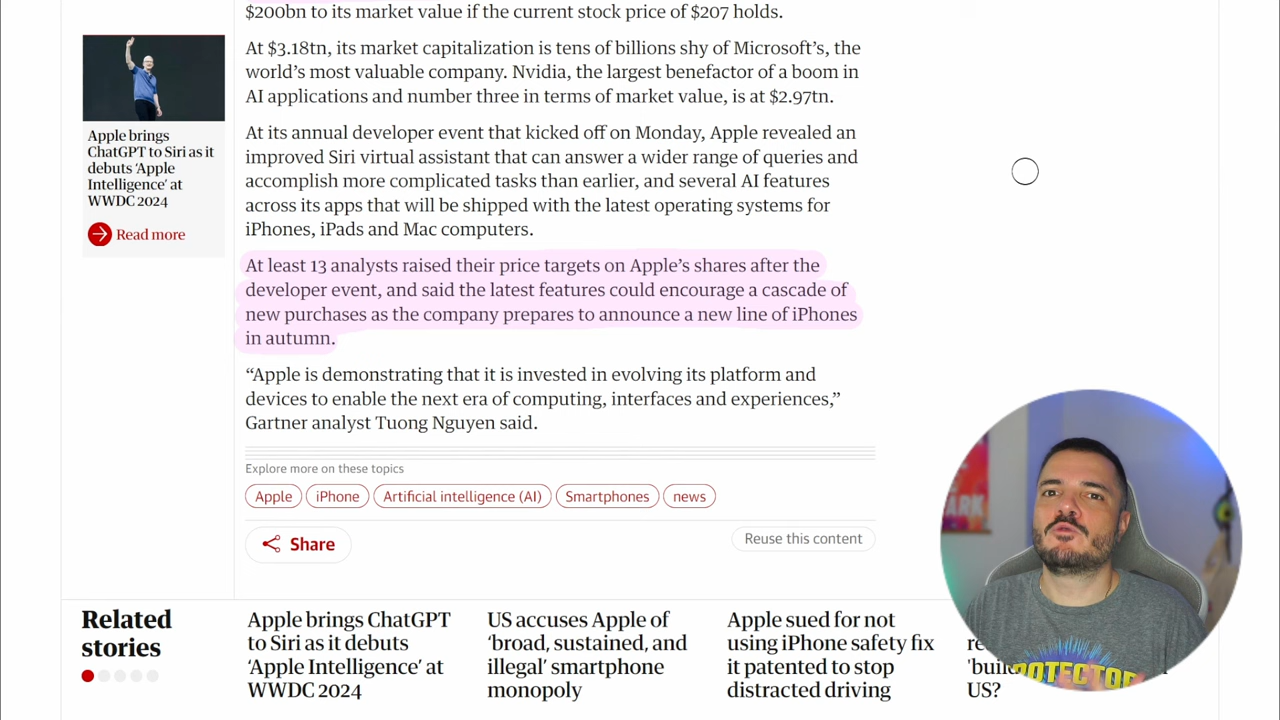 $200bn to its market value if the current stock price of $207 holds.
At $3.18tn, its market capitalization is tens of billions shy of Microsoft’s, the
world’s most valuable company. Nvidia, the largest benefactor of a boom in
AI applications and number three in terms of market value, is at $2.97tn.
Apple brings
ChatGPT to Siri as it
debuts ‘Apple
Intelligence’ at
WWDC 2024
Read more
At its annual developer event that kicked off on Monday, Apple revealed an
improved Siri virtual assistant that can answer a wider range of queries and
accomplish more complicated tasks than earlier, and several AI features
across its apps that will be shipped with the latest operating systems for
iPhones, iPads and Mac computers.
At least 13 analysts raised their price targets on Apple’s shares after the
developer event, and said the latest features could encourage a cascade of
new purchases as the company prepares to announce a new line of iPhones
in autumn.
“Apple is demonstrating that it is invested in evolving its platform and
devices to enable the next era of computing, interfaces and experiences,”
Gartner analyst Tuong Nguyen said.
Explore more on these topics
Apple
iPhone
Artificial intelligence (AI)
Smartphones
news
Share
Reuse this content
Related
stories
Apple brings ChatGPT
to Siri as it debuts
‘Apple Intelligence’ at
WWDC 2024
US accuses Apple of
‘broad, sustained, and
illegal’ smartphone
monopoly
Apple sued for not
using iPhone safety fix
it patented to stop
distracted driving
US?
PROTECTOR